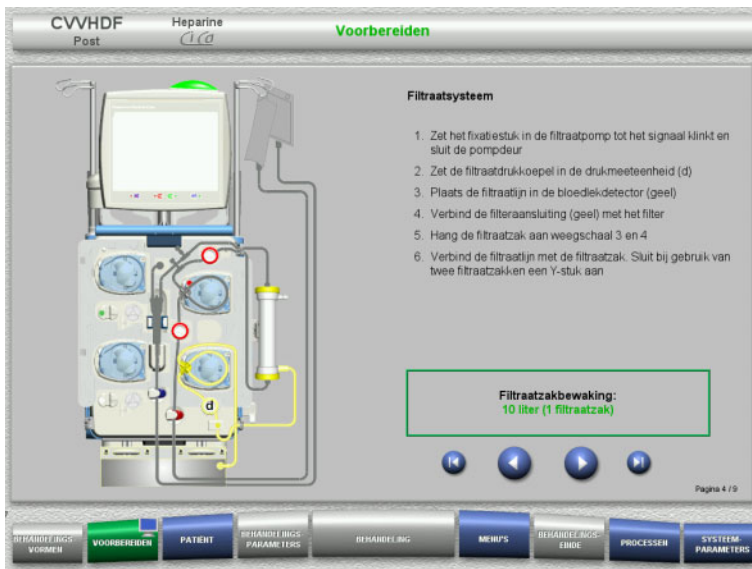 CVVHDF
Post
Heparine
Ci Ca
Voorbereiden
Filtraatsysteem
1. Zet het fixatiestuk in de filtraatpomp tot het signaal klinkt en
sluit de pompdeur
2. Zet de filtraatdrukkoepel in de drukmeeteenheid (d)
3. Plaats de filtraatlijn in de bloedlekdetector (geel)
4. Verbind de filteraansluiting (geel) met het filter
5. Hang de filtraatzak aan weegschaal 3 en 4
6. Verbind de filtraatlijn met de filtraatzak. Sluit bij gebruik van
twee filtraatzakken een Y-stuk aan
d
Filtraatzakbewaking:
10 liter (1 filtraatzak)
Pagina 4 / 9
BEHANDELINGS-
VORMEN
VOORBEREIDEN
PATIËNT
BEHANDELINGS-
PARAMETERS
BEHANDELING
MENU'S
BEHANDELINGS-
EINDE
PROCESSEN
SYSTEEM-
PARAMETERS